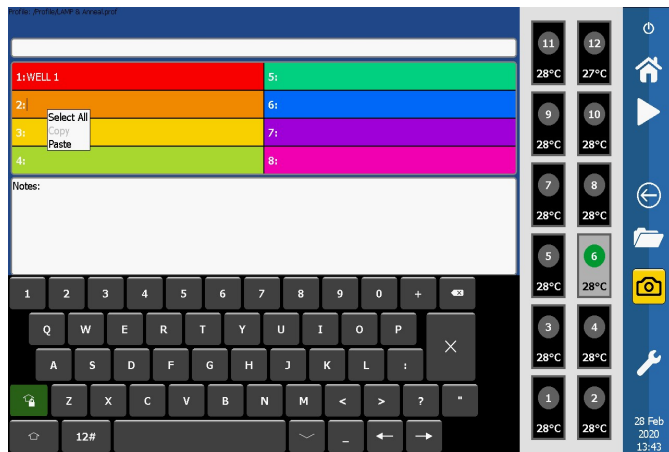 Profile: /Profile/LAMP & Anneal.prof
1: WELL 1
5:
2:
6:
Select All
3:
Copy
7:
Paste
4:
8:
Notes:
1 2 3 4 5 6 7 8 9 0 +
Q W E R T Y U I O P
A S D F G H J K L :
Z X C V B N M < > ? "
12# _
11 12
28°C 27°C
9 10
28°C 28°C
7 8
28°C 28°C
5 6
28°C 28°C
3 4
28°C 28°C
1 2
28°C 28°C
28 Feb
2020
13:43